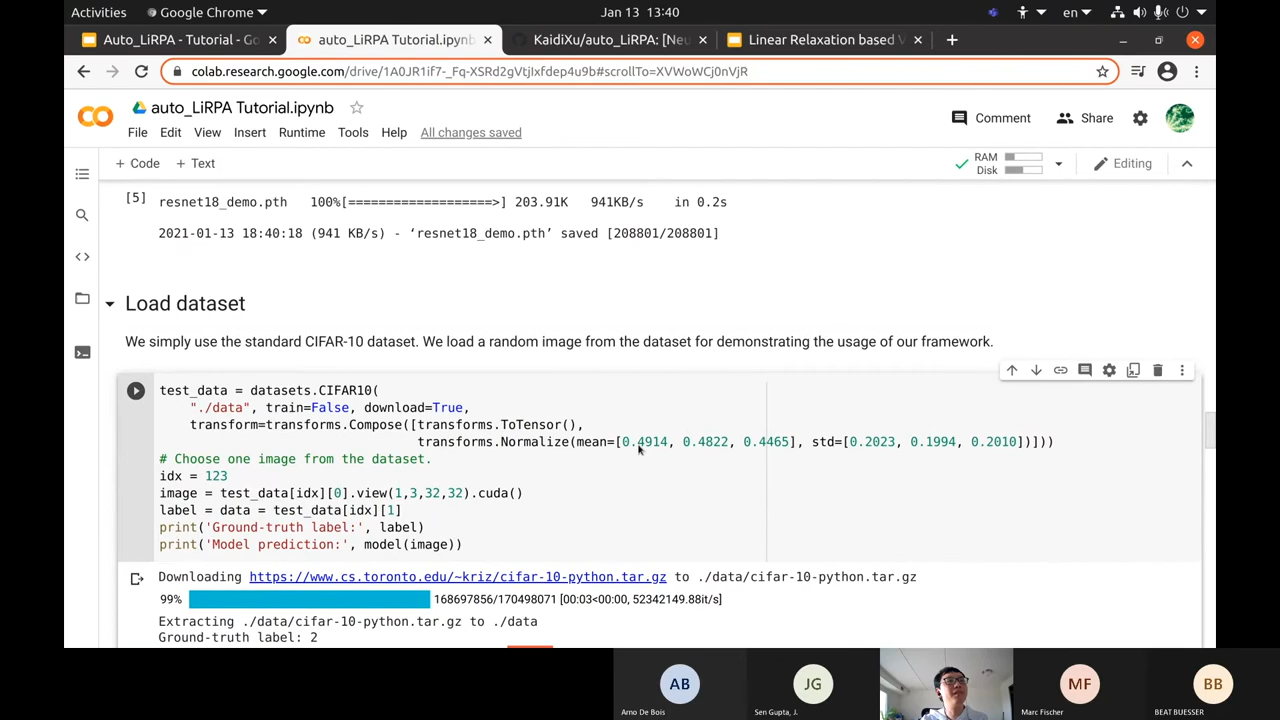 Activities Google Chrome Jan 13 13:40 en
Auto_LiRPA - Tutorial - Go auto_LiRPA Tutorial.ipynb KaidiXu/auto_LiRPA: [Neu Linear Relaxation based V
colab.research.google.com/drive/1A0JR1if7-_Fq-XSRd2gVtjIxfdep4u9b#scrollTo=XVWoWCj0nVjR
auto_LiRPA Tutorial.ipynb
Comment Share
File Edit View Insert Runtime Tools Help All changes saved
+ Code + Text
RAM
Disk
Editing
[5] resnet18_demo.pth 100%[===================>] 203.91K 941KB/s in 0.2s
2021-01-13 18:40:18 (941 KB/s) - ‘resnet18_demo.pth’ saved [208801/208801]
Load dataset
We simply use the standard CIFAR-10 dataset. We load a random image from the dataset for demonstrating the usage of our framework.
test_data = datasets.CIFAR10(
"./data", train=False, download=True,
transform=transforms.Compose([transforms.ToTensor(),
transforms.Normalize(mean=[0.4914, 0.4822, 0.4465], std=[0.2023, 0.1994, 0.2010])]))
# Choose one image from the dataset.
idx = 123
image = test_data[idx][0].view(1,3,32,32).cuda()
label = data = test_data[idx][1]
print('Ground-truth label:', label)
print('Model prediction:', model(image))
Downloading https://www.cs.toronto.edu/~kriz/cifar-10-python.tar.gz to ./data/cifar-10-python.tar.gz
99% 168697856/170498071 [00:03<00:00, 52342149.88it/s]
Extracting ./data/cifar-10-python.tar.gz to ./data
Ground-truth label: 2
AB JG MF BB
Arno De Bois Sen Gupta, J. Marc Fischer BEAT BUESSER